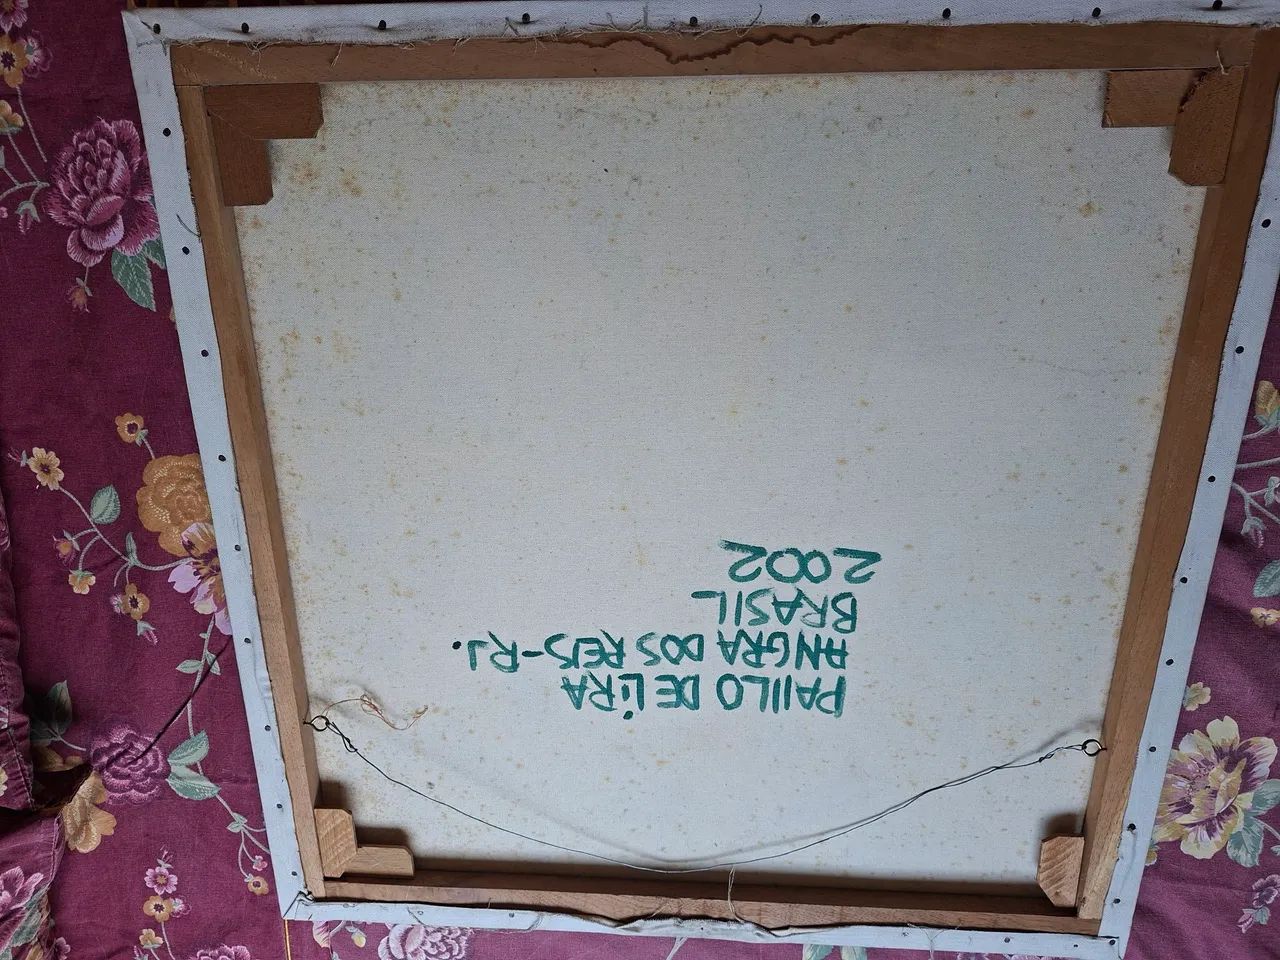 PAULO DE LiRA
ANGRA DOS REIS-RJ.
BRASIL
2002